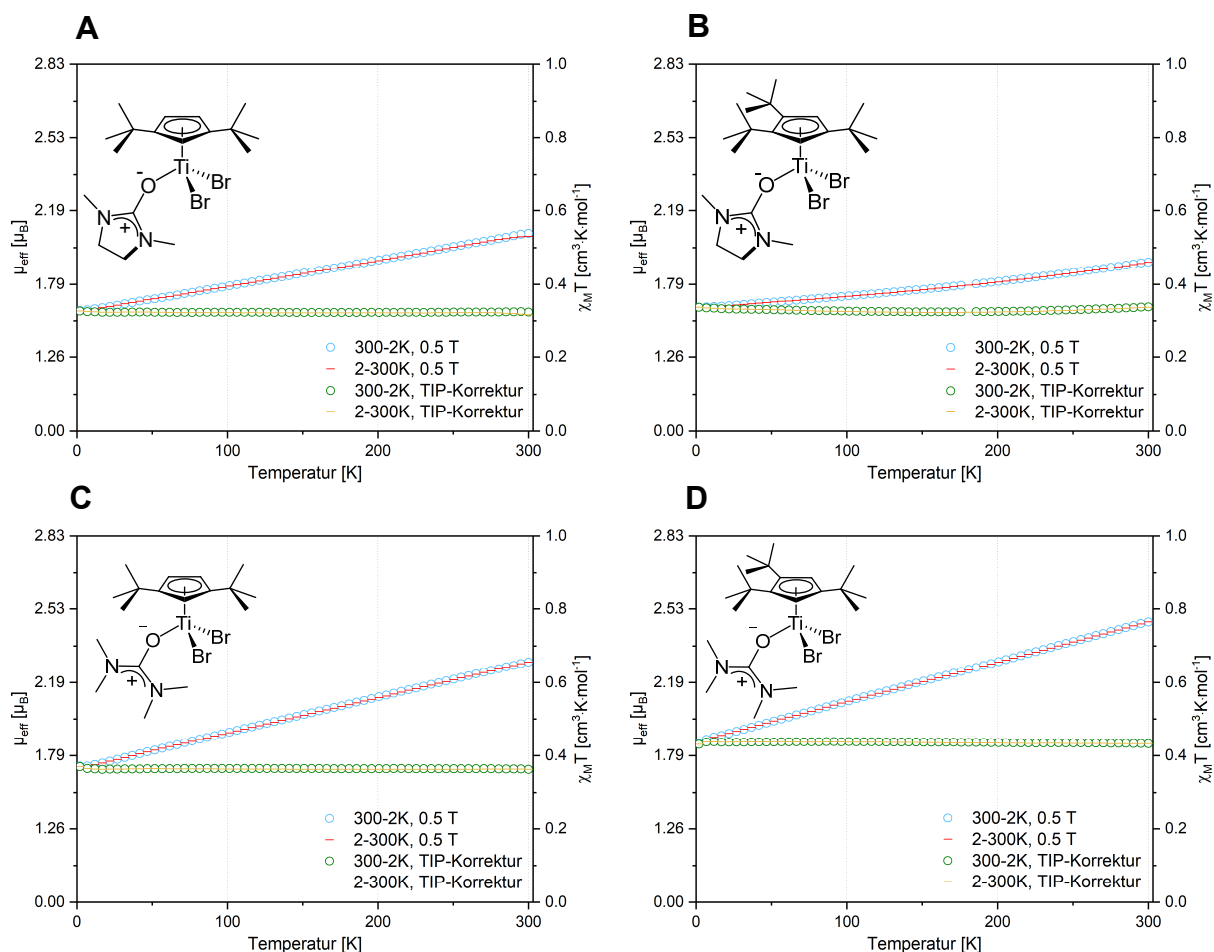 A
2.83
2.53
2.19
1.79
1.26
0.00
μeff [μB]
1.0
0.8
0.6
0.4
0.2
0.0
χMT [cm³·K·mol⁻¹]
Ti
Br
Br
O
-
N
N
+
300-2K, 0.5 T
2-300K, 0.5 T
300-2K, TIP-Korrektur
2-300K, TIP-Korrektur
0 100 200 300
Temperatur [K]
B
2.83
2.53
2.19
1.79
1.26
0.00
μeff [μB]
1.0
0.8
0.6
0.4
0.2
0.0
χMT [cm³·K·mol⁻¹]
Ti
Br
Br
O
-
N
N
+
300-2K, 0.5 T
2-300K, 0.5 T
300-2K, TIP-Korrektur
2-300K, TIP-Korrektur
0 100 200 300
Temperatur [K]
C
2.83
2.53
2.19
1.79
1.26
0.00
μeff [μB]
1.0
0.8
0.6
0.4
0.2
0.0
χMT [cm³·K·mol⁻¹]
Ti
Br
Br
O
−
N
N
+
300-2K, 0.5 T
2-300K, 0.5 T
300-2K, TIP-Korrektur
2-300K, TIP-Korrektur
0 100 200 300
Temperatur [K]
D
2.83
2.53
2.19
1.79
1.26
0.00
μeff [μB]
1.0
0.8
0.6
0.4
0.2
0.0
χMT [cm³·K·mol⁻¹]
Ti
Br
Br
O
−
N
N
+
300-2K, 0.5 T
2-300K, 0.5 T
300-2K, TIP-Korrektur
2-300K, TIP-Korrektur
0 100 200 300
Temperatur [K]